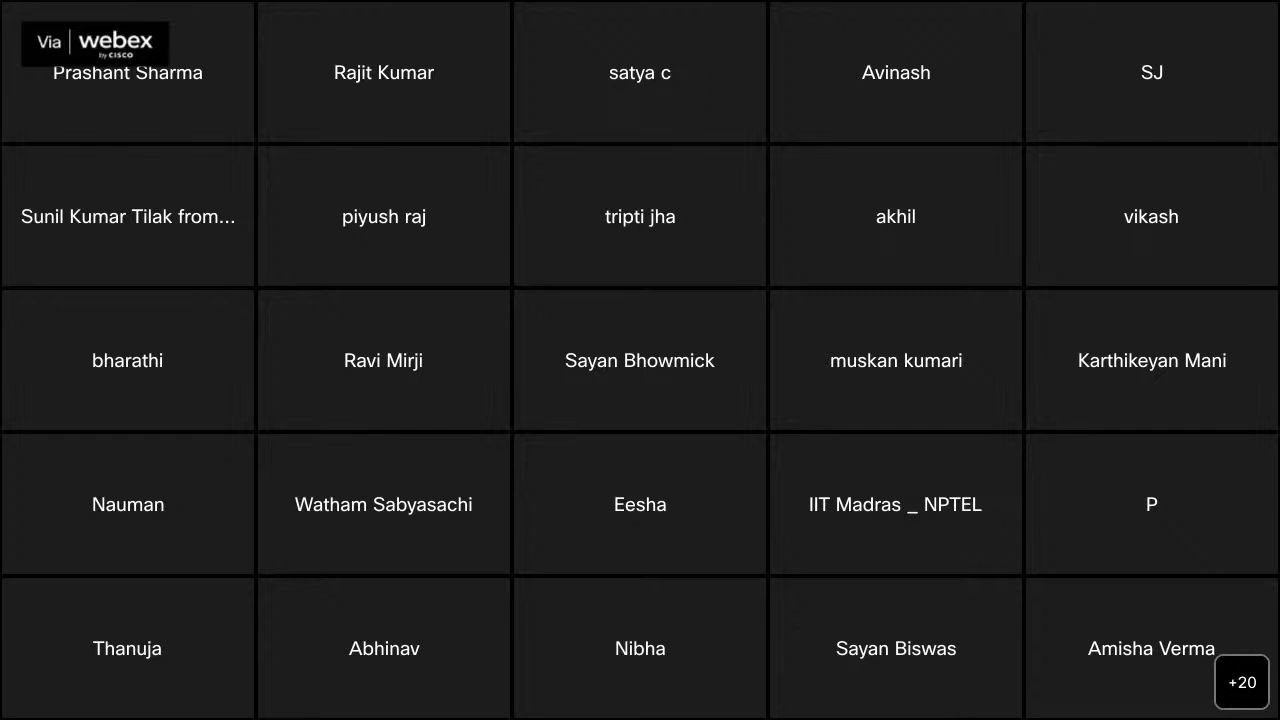 Via webex
by CISCO
Prashant Sharma
Rajit Kumar
satya c
Avinash
SJ
Sunil Kumar Tilak from...
piyush raj
tripti jha
akhil
vikash
bharathi
Ravi Mirji
Sayan Bhowmick
muskan kumari
Karthikeyan Mani
Nauman
Watham Sabyasachi
Eesha
IIT Madras _ NPTEL
P
Thanuja
Abhinav
Nibha
Sayan Biswas
Amisha Verma
+20